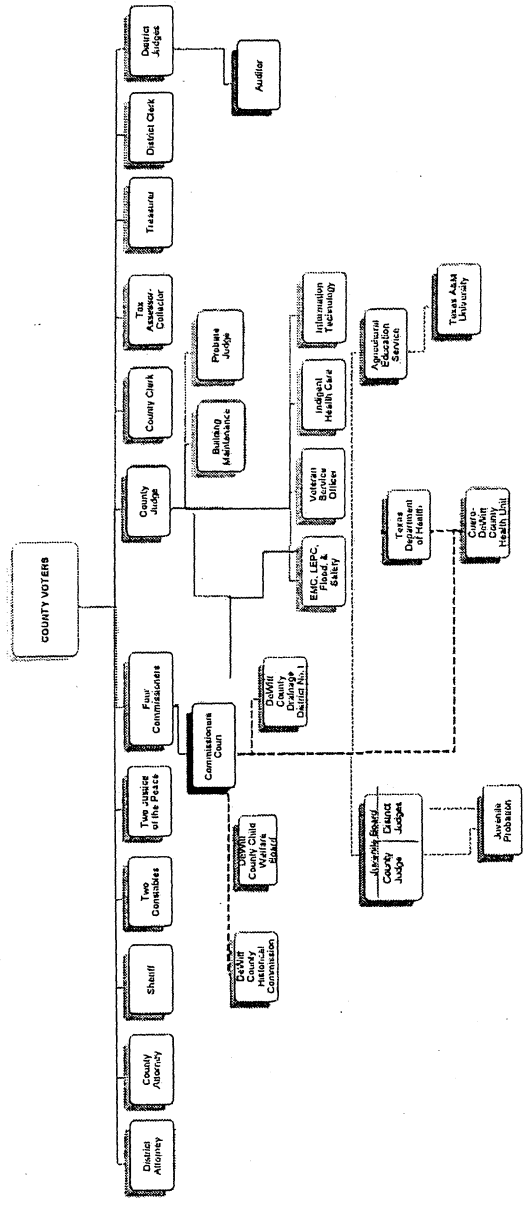 COUNTY VOTERS
District
Attorney
County
Attorney
Sheriff
Two
Constables
Two Justice
of the Peace
Four
Commissioners
County
Judge
County Clerk
Tax
Assessor-
Collector
Treasurer
District Clerk
District
Judges
Commissioners
Court
Building
Maintenance
Probate
Judge
Auditor
DeWitt
County
Historical
Commission
DeWitt
County Child
Welfare
Board
DeWitt
County
Drainage
District No. 1
EMC, LEPC,
Flood, &
Safety
Veteran
Service
Officer
Indigent
Health Care
Information
Technology
Juvenile Board
County
Judge
District
Judges
Texas
Department
of Health
Agricultural
Education
Service
Juvenile
Probation
Cuero-
DeWitt
County
Health Unit
Texas A&M
University